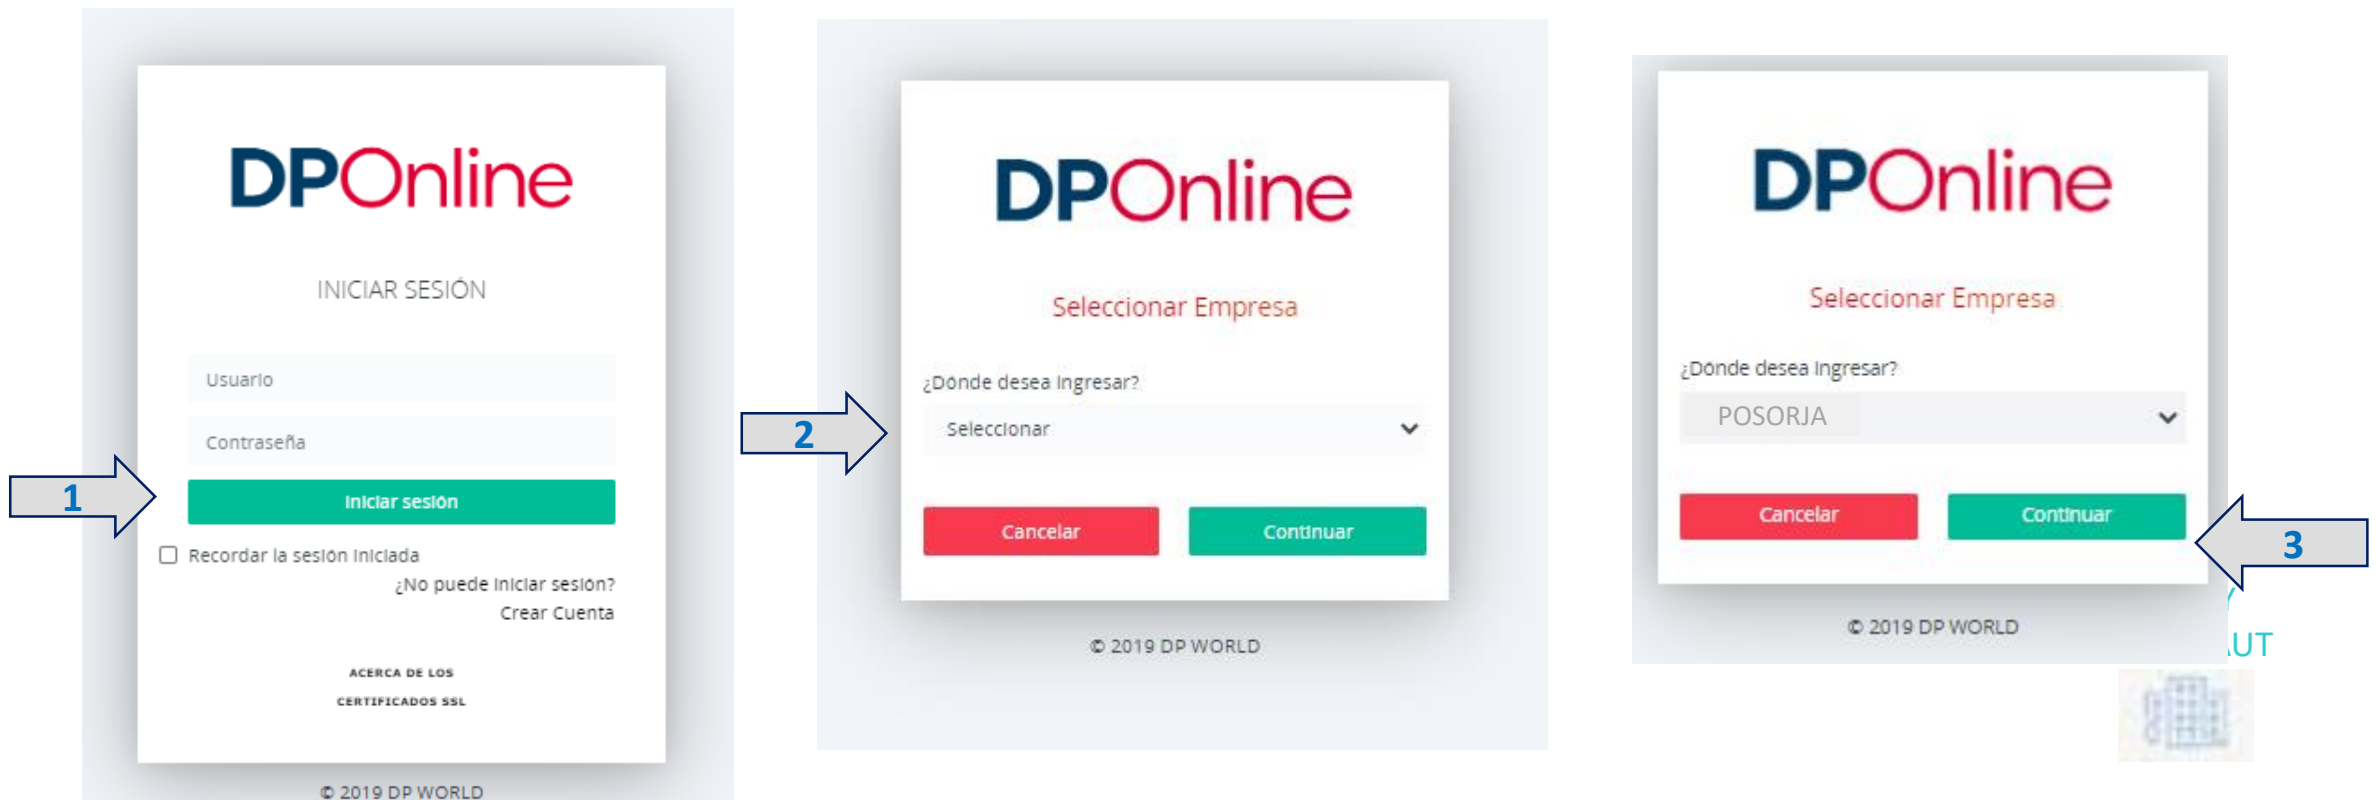 DPOnline
INICIAR SESIÓN
Usuario
Contraseña
1
Iniciar sesión
Recordar la sesión iniciada
¿No puede iniciar sesión?
Crear Cuenta
ACERCA DE LOS
CERTIFICADOS SSL
© 2019 DP WORLD
DPOnline
Seleccionar Empresa
¿Dónde desea ingresar?
2
Seleccionar
Cancelar
Continuar
© 2019 DP WORLD
DPOnline
Seleccionar Empresa
¿Dónde desea ingresar?
POSORJA
Cancelar
Continuar
3
© 2019 DP WORLD